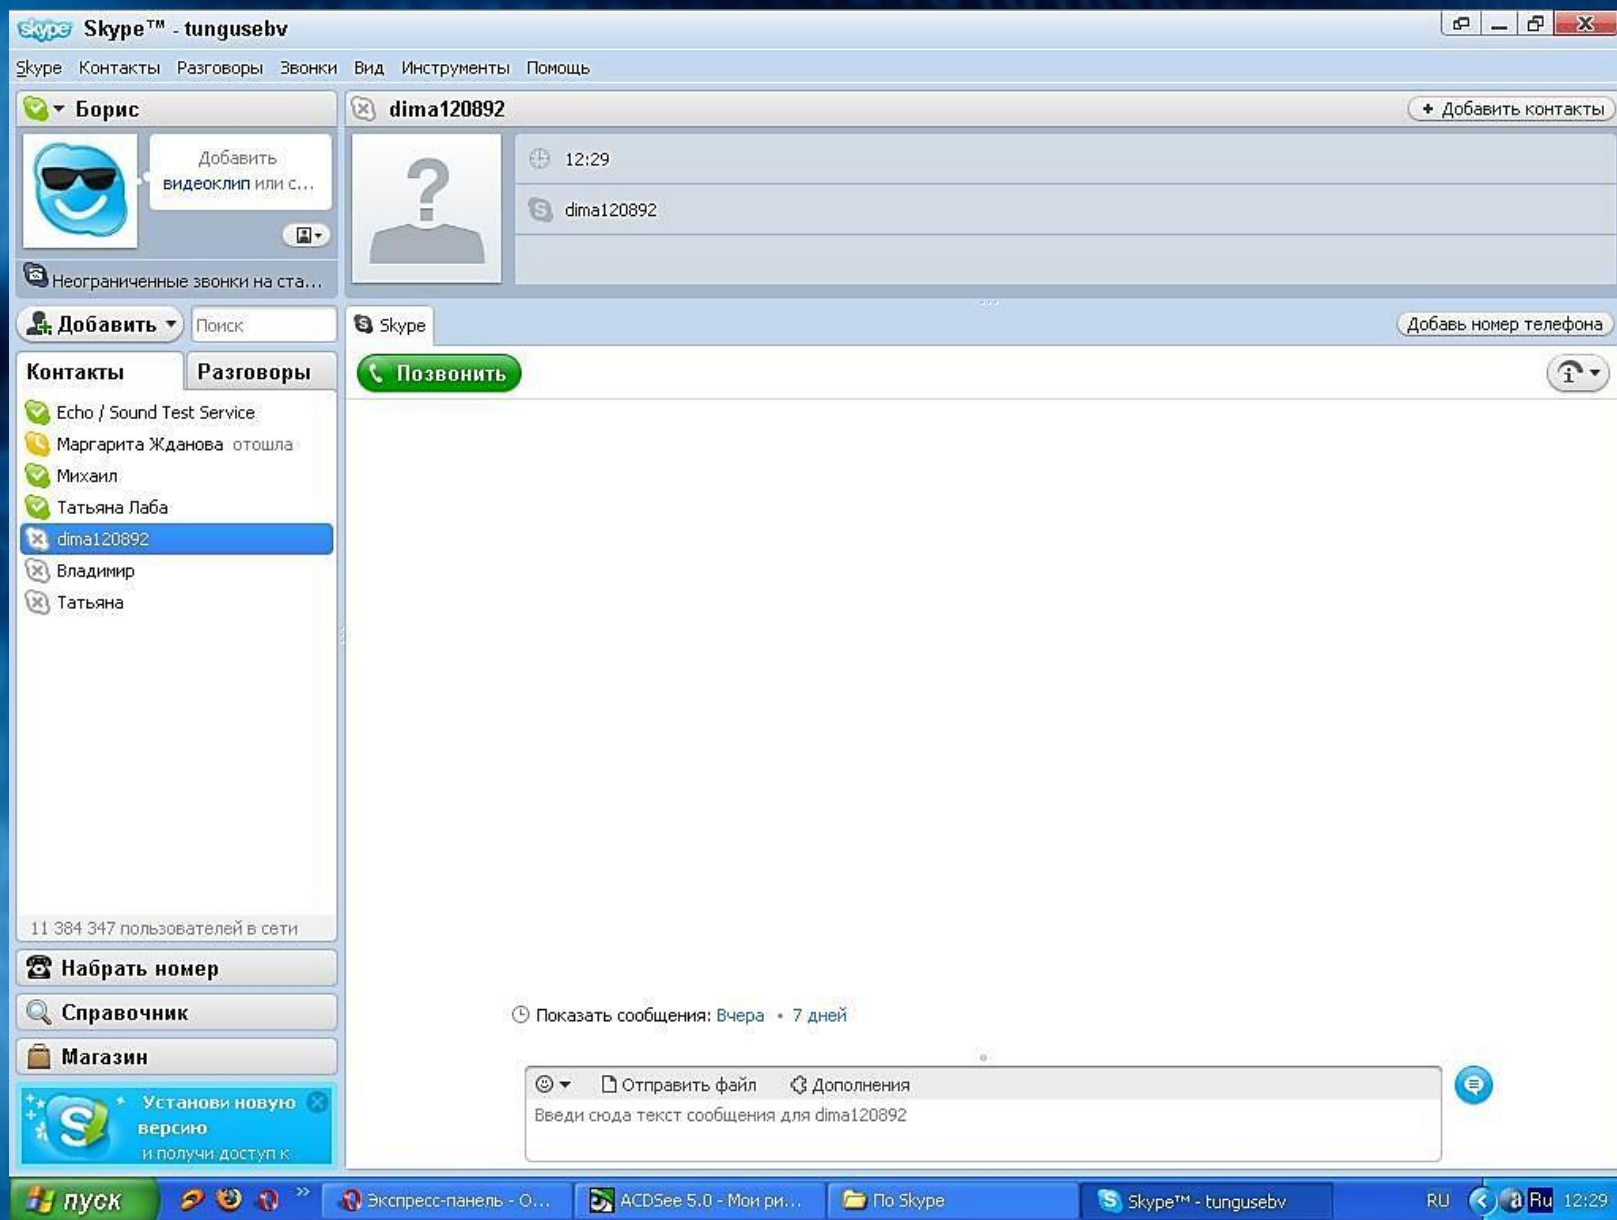 skype Skype™ - tungusebv
Skype Контакты Разговоры Звонки Вид Инструменты Помощь
Борис
Добавить
видеоклип или с...
Неограниченные звонки на ста...
Добавить
Поиск
Контакты Разговоры
Echo / Sound Test Service
Маргарита Жданова отошла
Михаил
Татьяна Лаба
dima120892
Владимир
Татьяна
11 384 347 пользователей в сети
Набрать номер
Справочник
Магазин
Установи новую
версию
и получи доступ к
dima120892
+ Добавить контакты
12:29
dima120892
Skype
Добавь номер телефона
Позвонить
Показать сообщения: Вчера • 7 дней
Отправить файл Дополнения
Введи сюда текст сообщения для dima120892
пуск
Экспресс-панель - O...
ACDSee 5.0 - Мои ри...
По Skype
Skype™ - tungusebv
RU
Ru
12:29